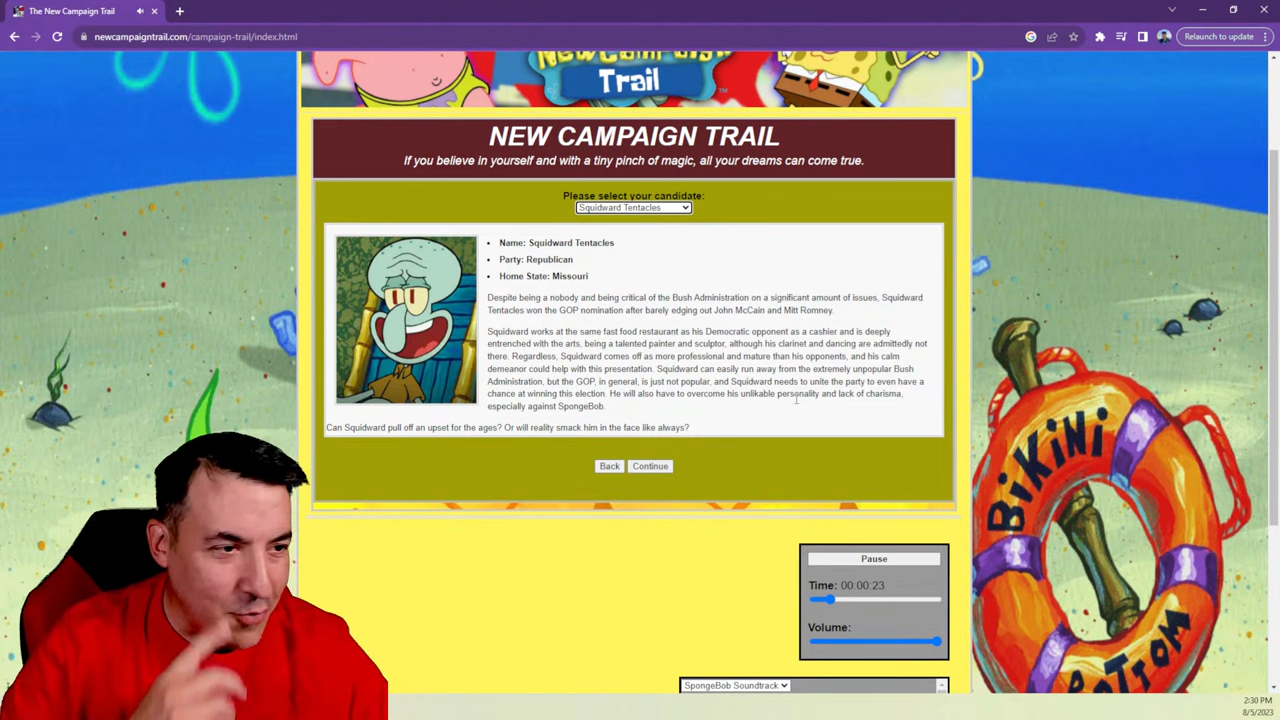 The New Campaign Trail
newcampaigntrail.com/campaign-trail/index.html
Relaunch to update
Trail
NEW CAMPAIGN TRAIL
If you believe in yourself and with a tiny pinch of magic, all your dreams can come true.
Please select your candidate:
Squidward Tentacles
• Name: Squidward Tentacles
• Party: Republican
• Home State: Missouri
Despite being a nobody and being critical of the Bush Administration on a significant amount of issues, Squidward
Tentacles won the GOP nomination after barely edging out John McCain and Mitt Romney.
Squidward works at the same fast food restaurant as his Democratic opponent as a cashier and is deeply
entrenched with the arts, being a talented painter and sculptor, although his clarinet and dancing are admittedly not
there. Regardless, Squidward comes off as more professional and mature than his opponents, and his calm
demeanor could help with this presentation. Squidward can easily run away from the extremely unpopular Bush
Administration, but the GOP, in general, is just not popular, and Squidward needs to unite the party to even have a
chance at winning this election. He will also have to overcome his unlikable personality and lack of charisma,
especially against SpongeBob.
Can Squidward pull off an upset for the ages? Or will reality smack him in the face like always?
Back Continue
BiKiNi
BOTTOM
Pause
Time: 00:00:23
Volume:
SpongeBob Soundtrack
2:30 PM
8/5/2023